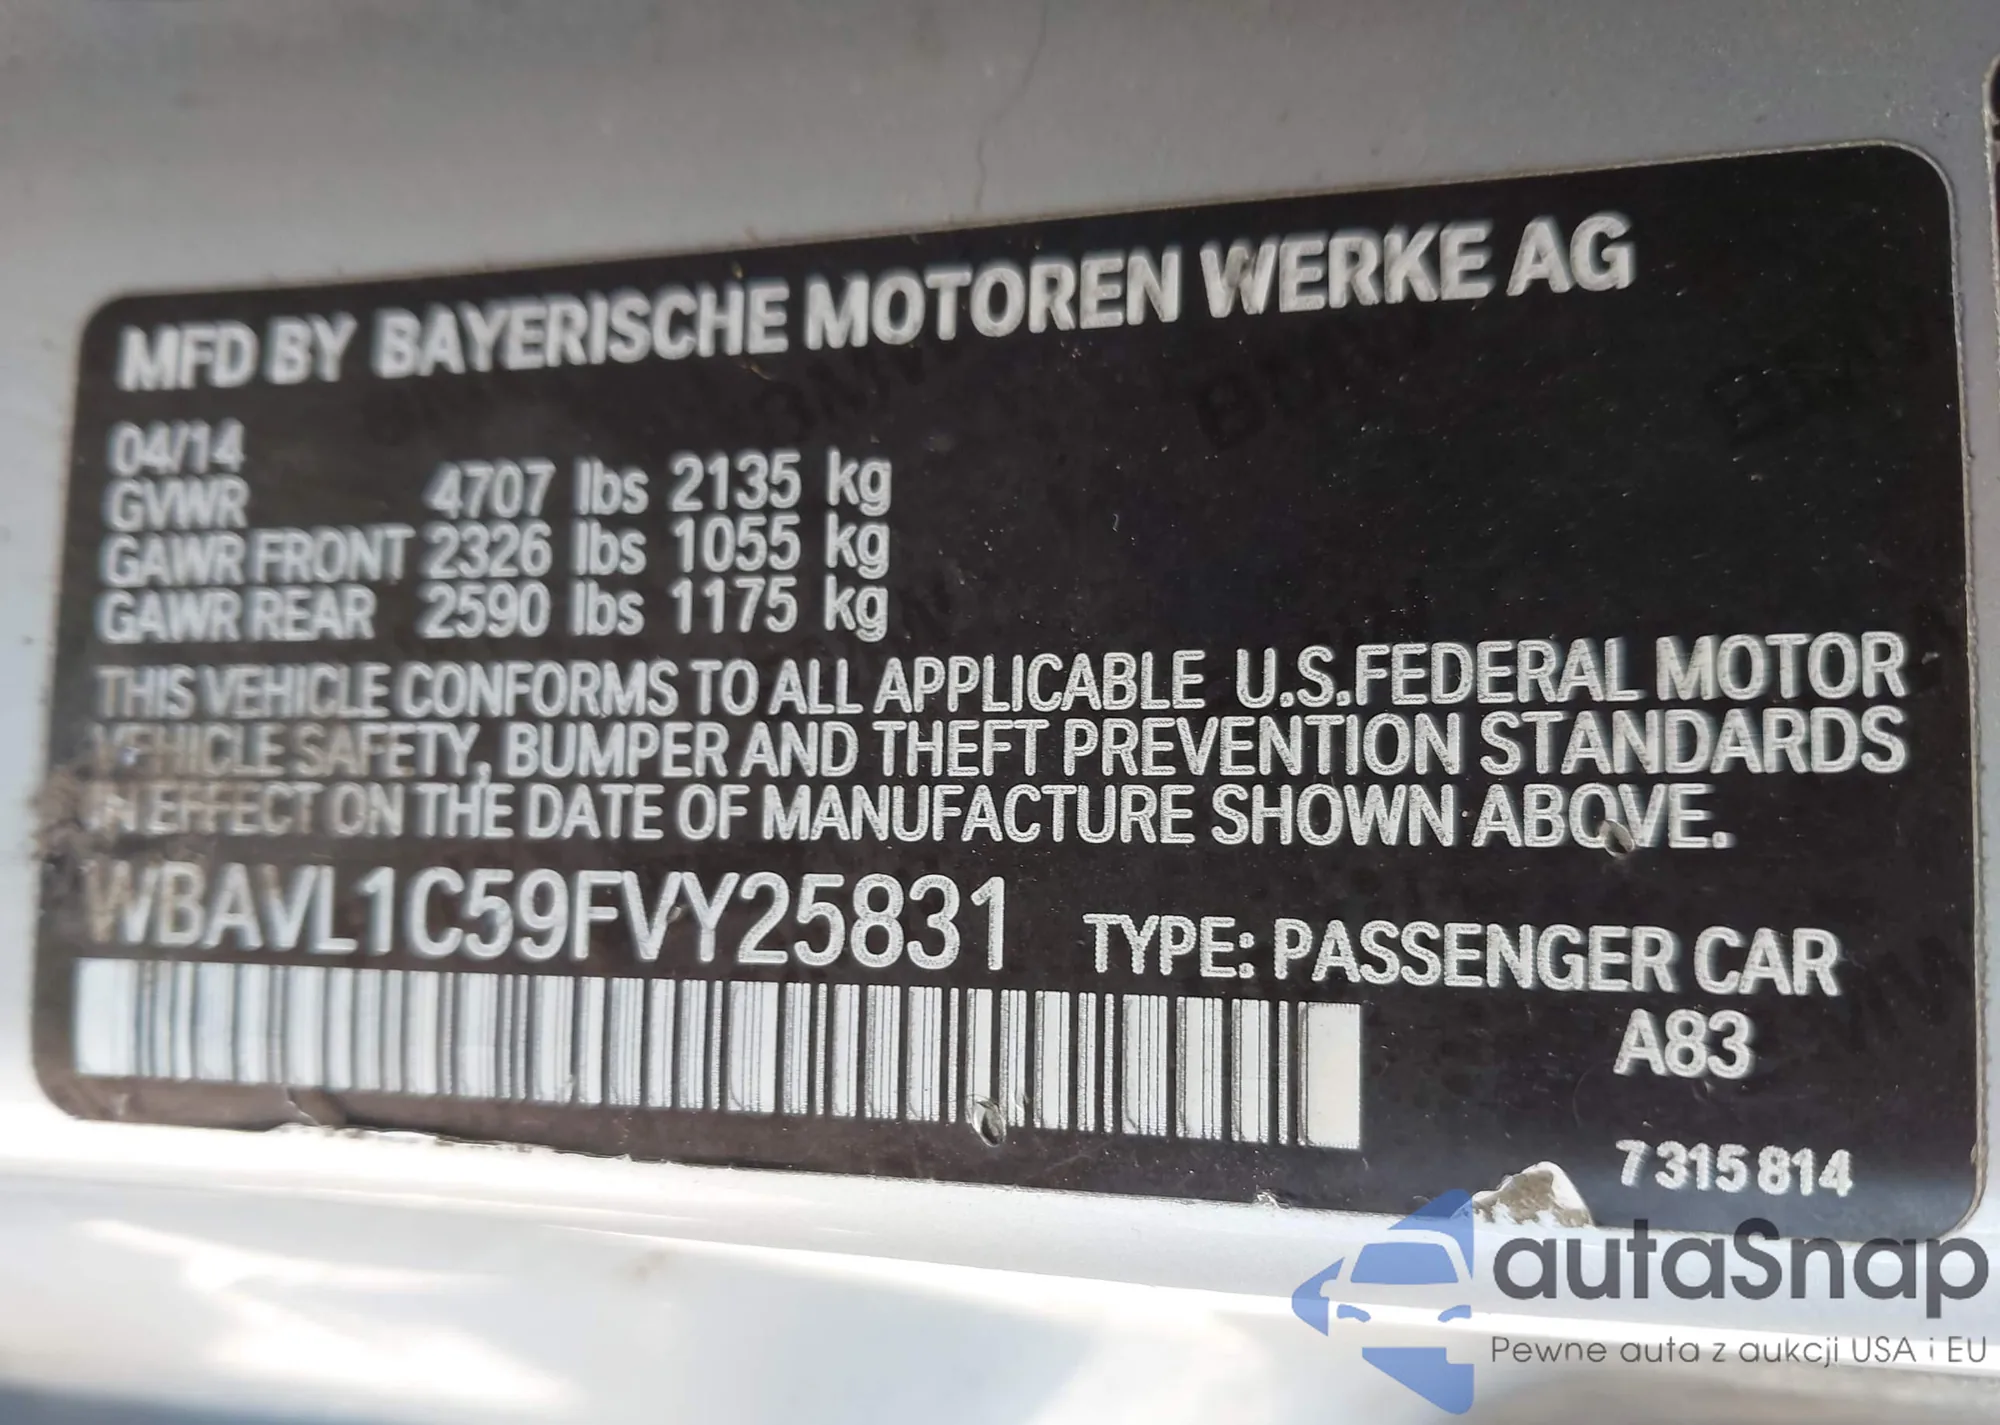 MFD BY BAYERISCHE MOTOREN WERKE AG
04/14
GVWR 4707 lbs 2135 kg
GAWR FRONT 2326 lbs 1055 kg
GAWR REAR 2590 lbs 1175 kg
THIS VEHICLE CONFORMS TO ALL APPLICABLE U.S.FEDERAL MOTOR
VEHICLE SAFETY, BUMPER AND THEFT PREVENTION STANDARDS
IN EFFECT ON THE DATE OF MANUFACTURE SHOWN ABOVE.
WBAVL1C59FVY25831 TYPE: PASSENGER CAR
A83
7 315 814
autaSnap
Pewne auta z aukcji USA i EU